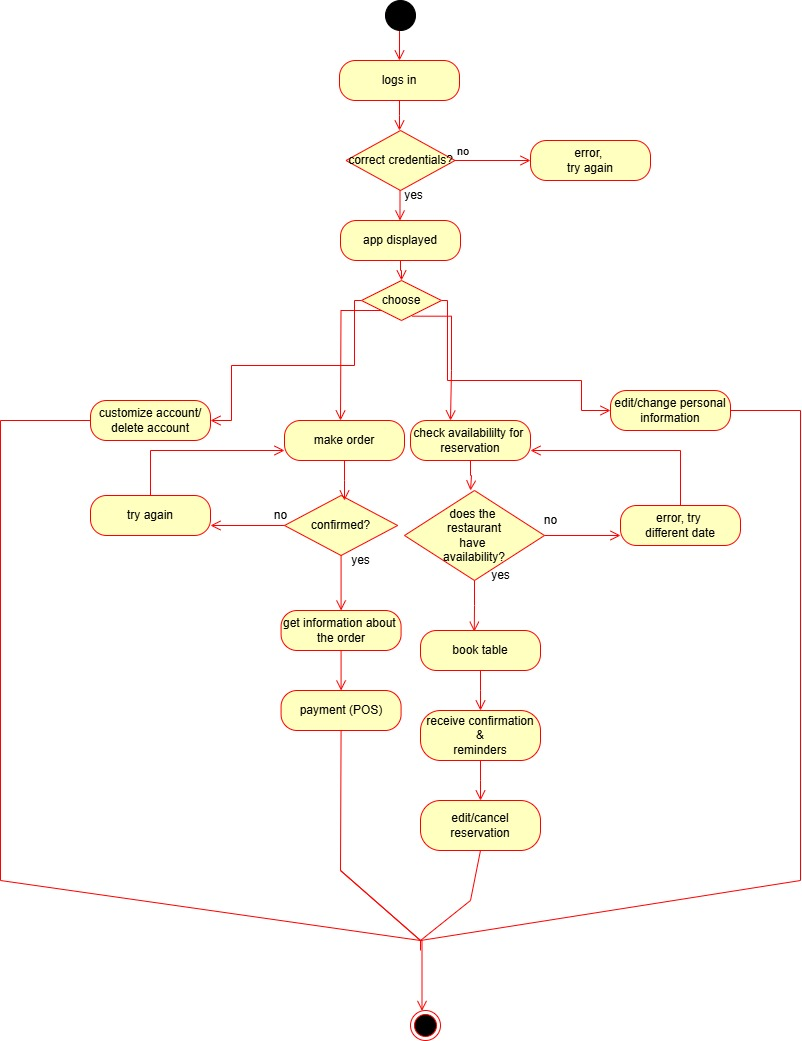 logs in
correct credentials?
no
error,
try again
yes
app displayed
choose
customize account/
delete account
make order
check availabililty for
reservation
edit/change personal
information
try again
no
confirmed?
yes
does the
restaurant
have
availability?
no
yes
error, try
different date
get information about
the order
payment (POS)
book table
receive confirmation
&
reminders
edit/cancel
reservation